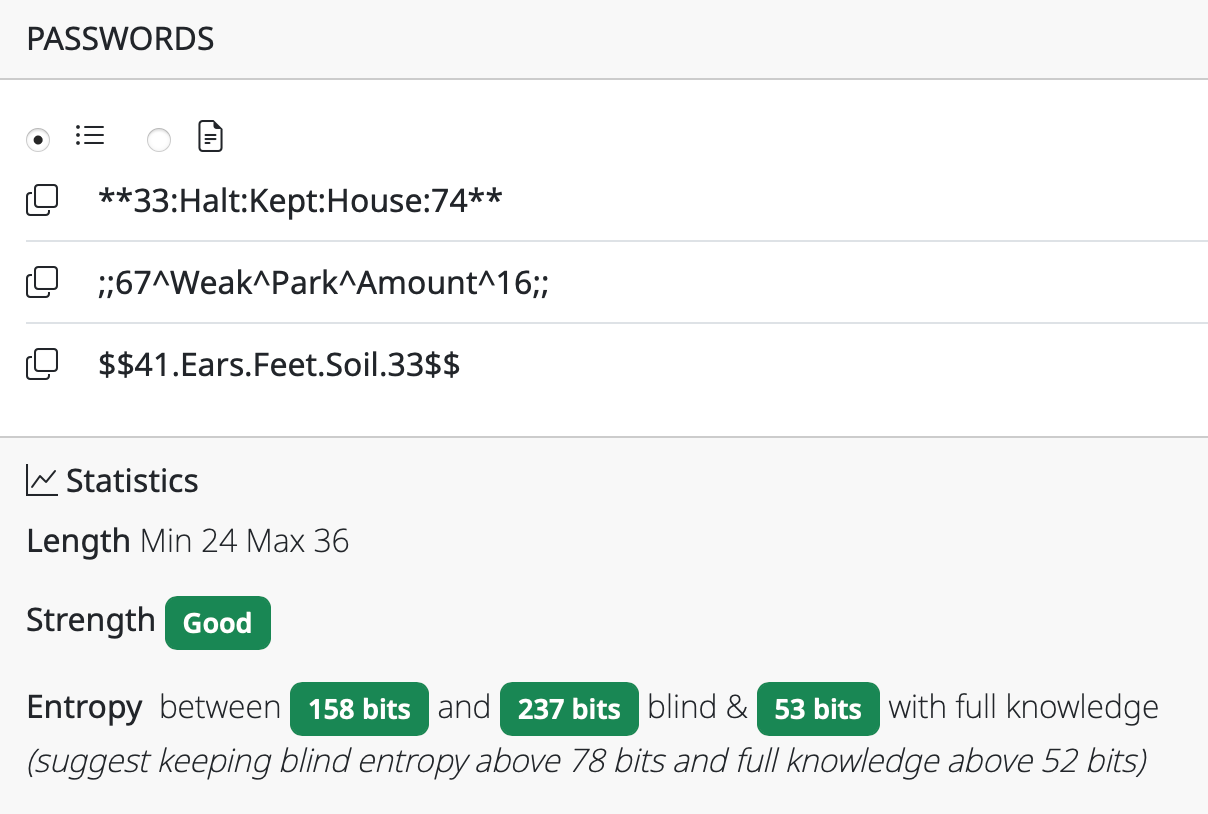 PASSWORDS
**33:Halt:Kept:House:74**
;;67^Weak^Park^Amount^16;;
$$41.Ears.Feet.Soil.33$$
Statistics
Length Min 24 Max 36
Strength Good
Entropy between 158 bits and 237 bits blind & 53 bits with full knowledge
(suggest keeping blind entropy above 78 bits and full knowledge above 52 bits)